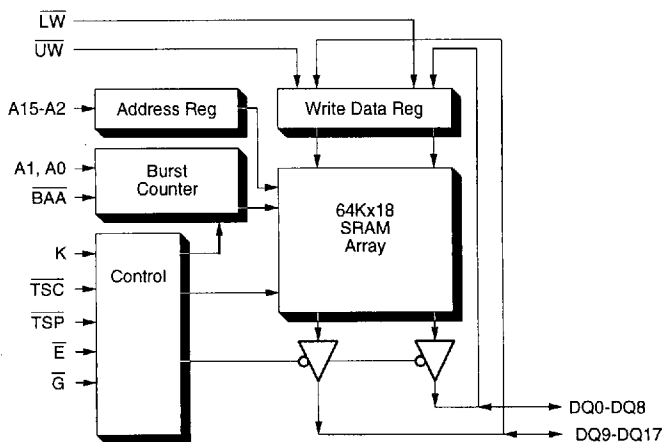 LW
UW
A15-A2
Address Reg
Write Data Reg
A1, A0
BAA
Burst
Counter
64Kx18
SRAM
Array
K
Control
TSC
TSP
E
G
DQ0-DQ8
DQ9-DQ17